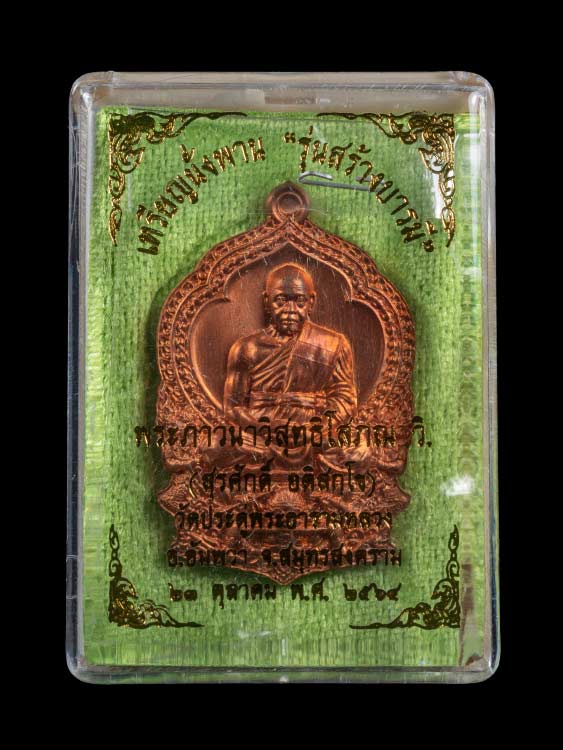 เหรียญนั่งพาน "รุ่นสร้างบารมี"
พระภาวนาวิสุทธิโสภณ วิ.
(สุรศักดิ์ อติสกฺโข)
วัดประดู่พระอารามหลวง
อ.อัมพวา จ.สมุทรสงคราม
๒๓ ตุลาคม พ.ศ. ๒๕๖๔